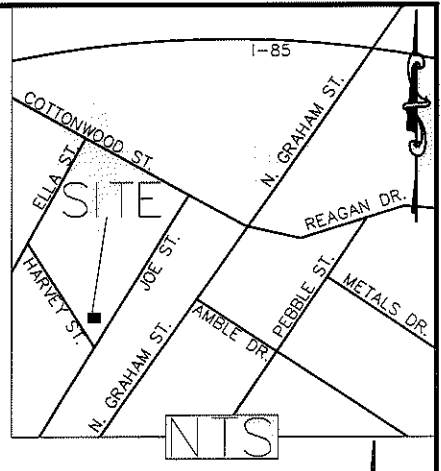 I-85
COTTONWOOD ST.
N. GRAHAM ST.
ELLA ST.
SITE
REAGAN DR.
HARVEY ST.
JOE ST.
PEBBLE ST.
METALS DR.
N. GRAHAM ST.
AMBLE DR.
NTS